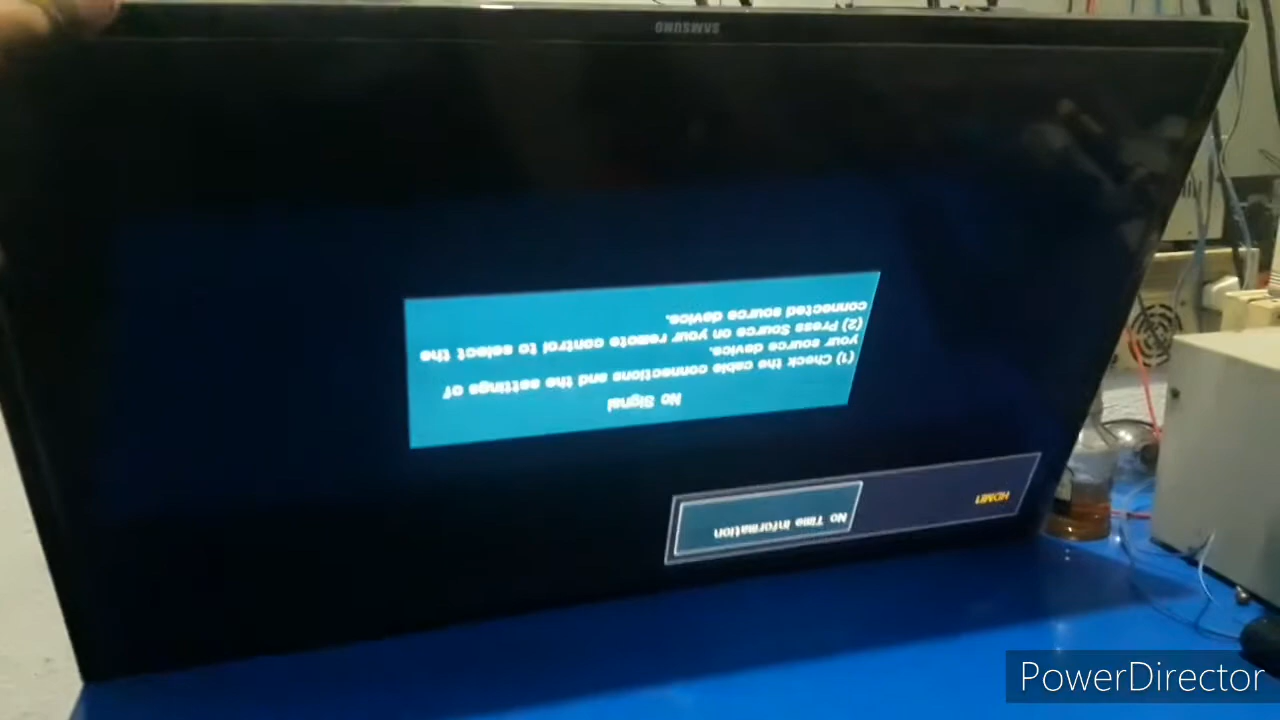 SAMSUNG
HDMI1
No Time Information
No Signal
(1) Check the cable connections and the settings of
your source device.
(2) Press Source on your remote control to select the
connected source device.
PowerDirector